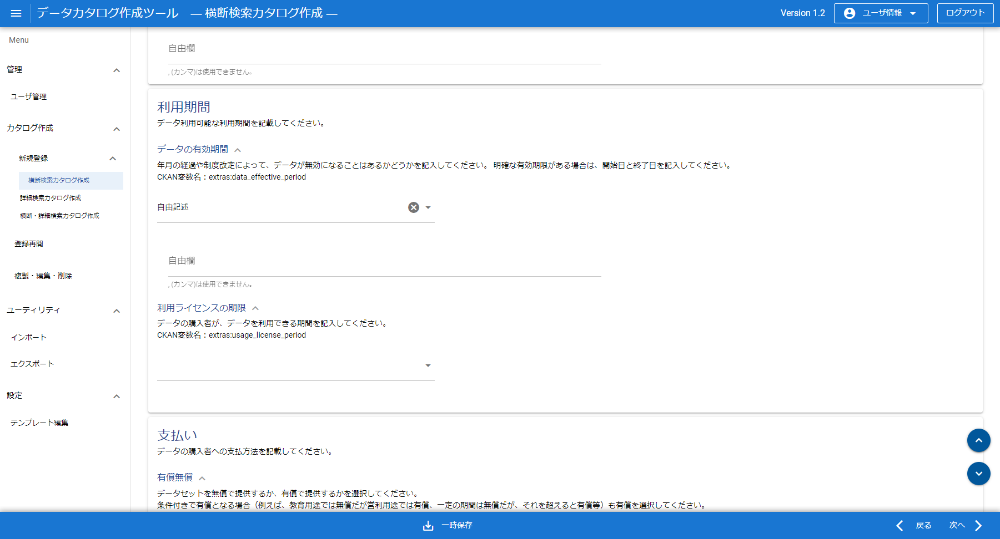 データカタログ作成ツール ― 横断検索カタログ作成 ―
Version 1.2
ユーザ情報
ログアウト
Menu
管理
ユーザ管理
カタログ作成
新規登録
横断検索カタログ作成
詳細検索カタログ作成
横断・詳細検索カタログ作成
登録再開
複製・編集・削除
ユーティリティ
インポート
エクスポート
設定
テンプレート編集
自由欄
, (カンマ)は使用できません。
利用期間
データ利用可能な利用期間を記載してください。
データの有効期間
年月の経過や制度改定によって、データが無効になることはあるかどうかを記入してください。 明確な有効期限がある場合は、開始日と終了日を記入してください。
CKAN変数名：extras:data_effective_period
自由記述
自由欄
, (カンマ)は使用できません。
利用ライセンスの期限
データの購入者が、データを利用できる期間を記入してください。
CKAN変数名：extras:usage_license_period
支払い
データの購入者への支払方法を記載してください。
有償無償
データセットを無償で提供するか、有償で提供するかを選択してください。
条件付きで有償となる場合（例えば、教育用途では無償だが営利用途では有償、一定の期間は無償だが、それを超えると有償等）も有償を選択してください。
一時保存
戻る
次へ